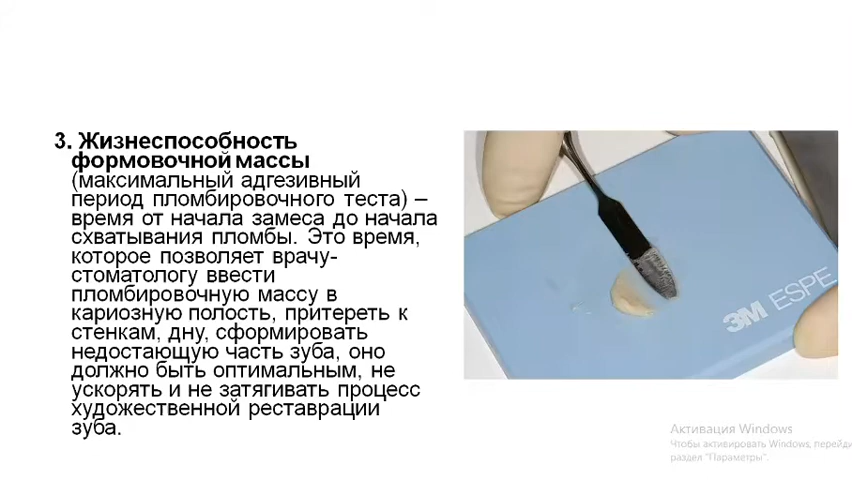 3. Жизнеспособность
формовочной массы
(максимальный адгезивный
период пломбировочного теста) –
время от начала замеса до начала
схватывания пломбы. Это время,
которое позволяет врачу-
стоматологу ввести
пломбировочную массу в
кариозную полость, притереть к
стенкам, дну, сформировать
недостающую часть зуба, оно
должно быть оптимальным, не
ускорять и не затягивать процесс
художественной реставрации
зуба.
3M ESPE
Активация Windows
Чтобы активировать Windows, перейди
раздел "Параметры".